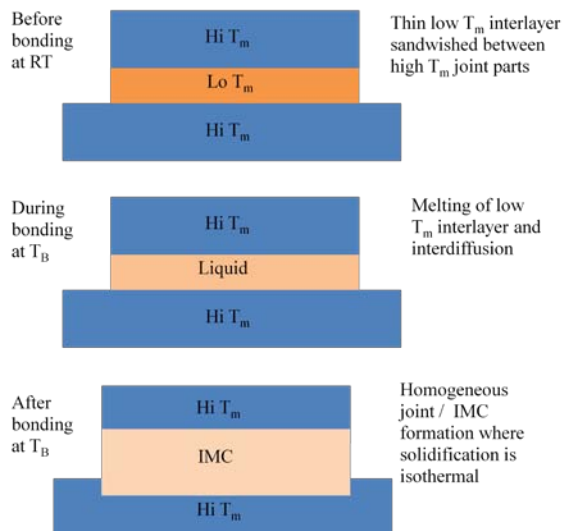 Before
bonding
at RT
Hi Tm
Lo Tm
Hi Tm
Thin low Tm interlayer
sandwished between
high Tm joint parts
During
bonding
at TB
Hi Tm
Liquid
Hi Tm
Melting of low
Tm interlayer and
interdiffusion
After
bonding
at TB
Hi Tm
IMC
Hi Tm
Homogeneous
joint / IMC
formation where
solidification is
isothermal